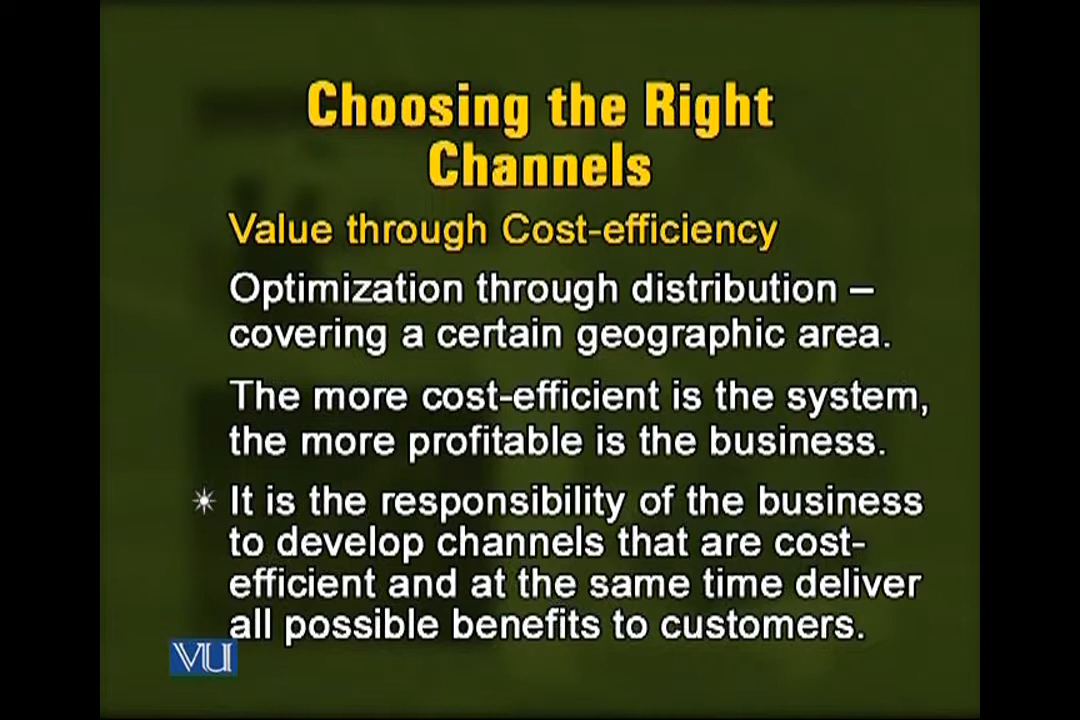 Choosing the Right
Channels
Value through Cost-efficiency
Optimization through distribution –
covering a certain geographic area.
The more cost-efficient is the system,
the more profitable is the business.
It is the responsibility of the business
to develop channels that are cost-
efficient and at the same time deliver
all possible benefits to customers.
VU